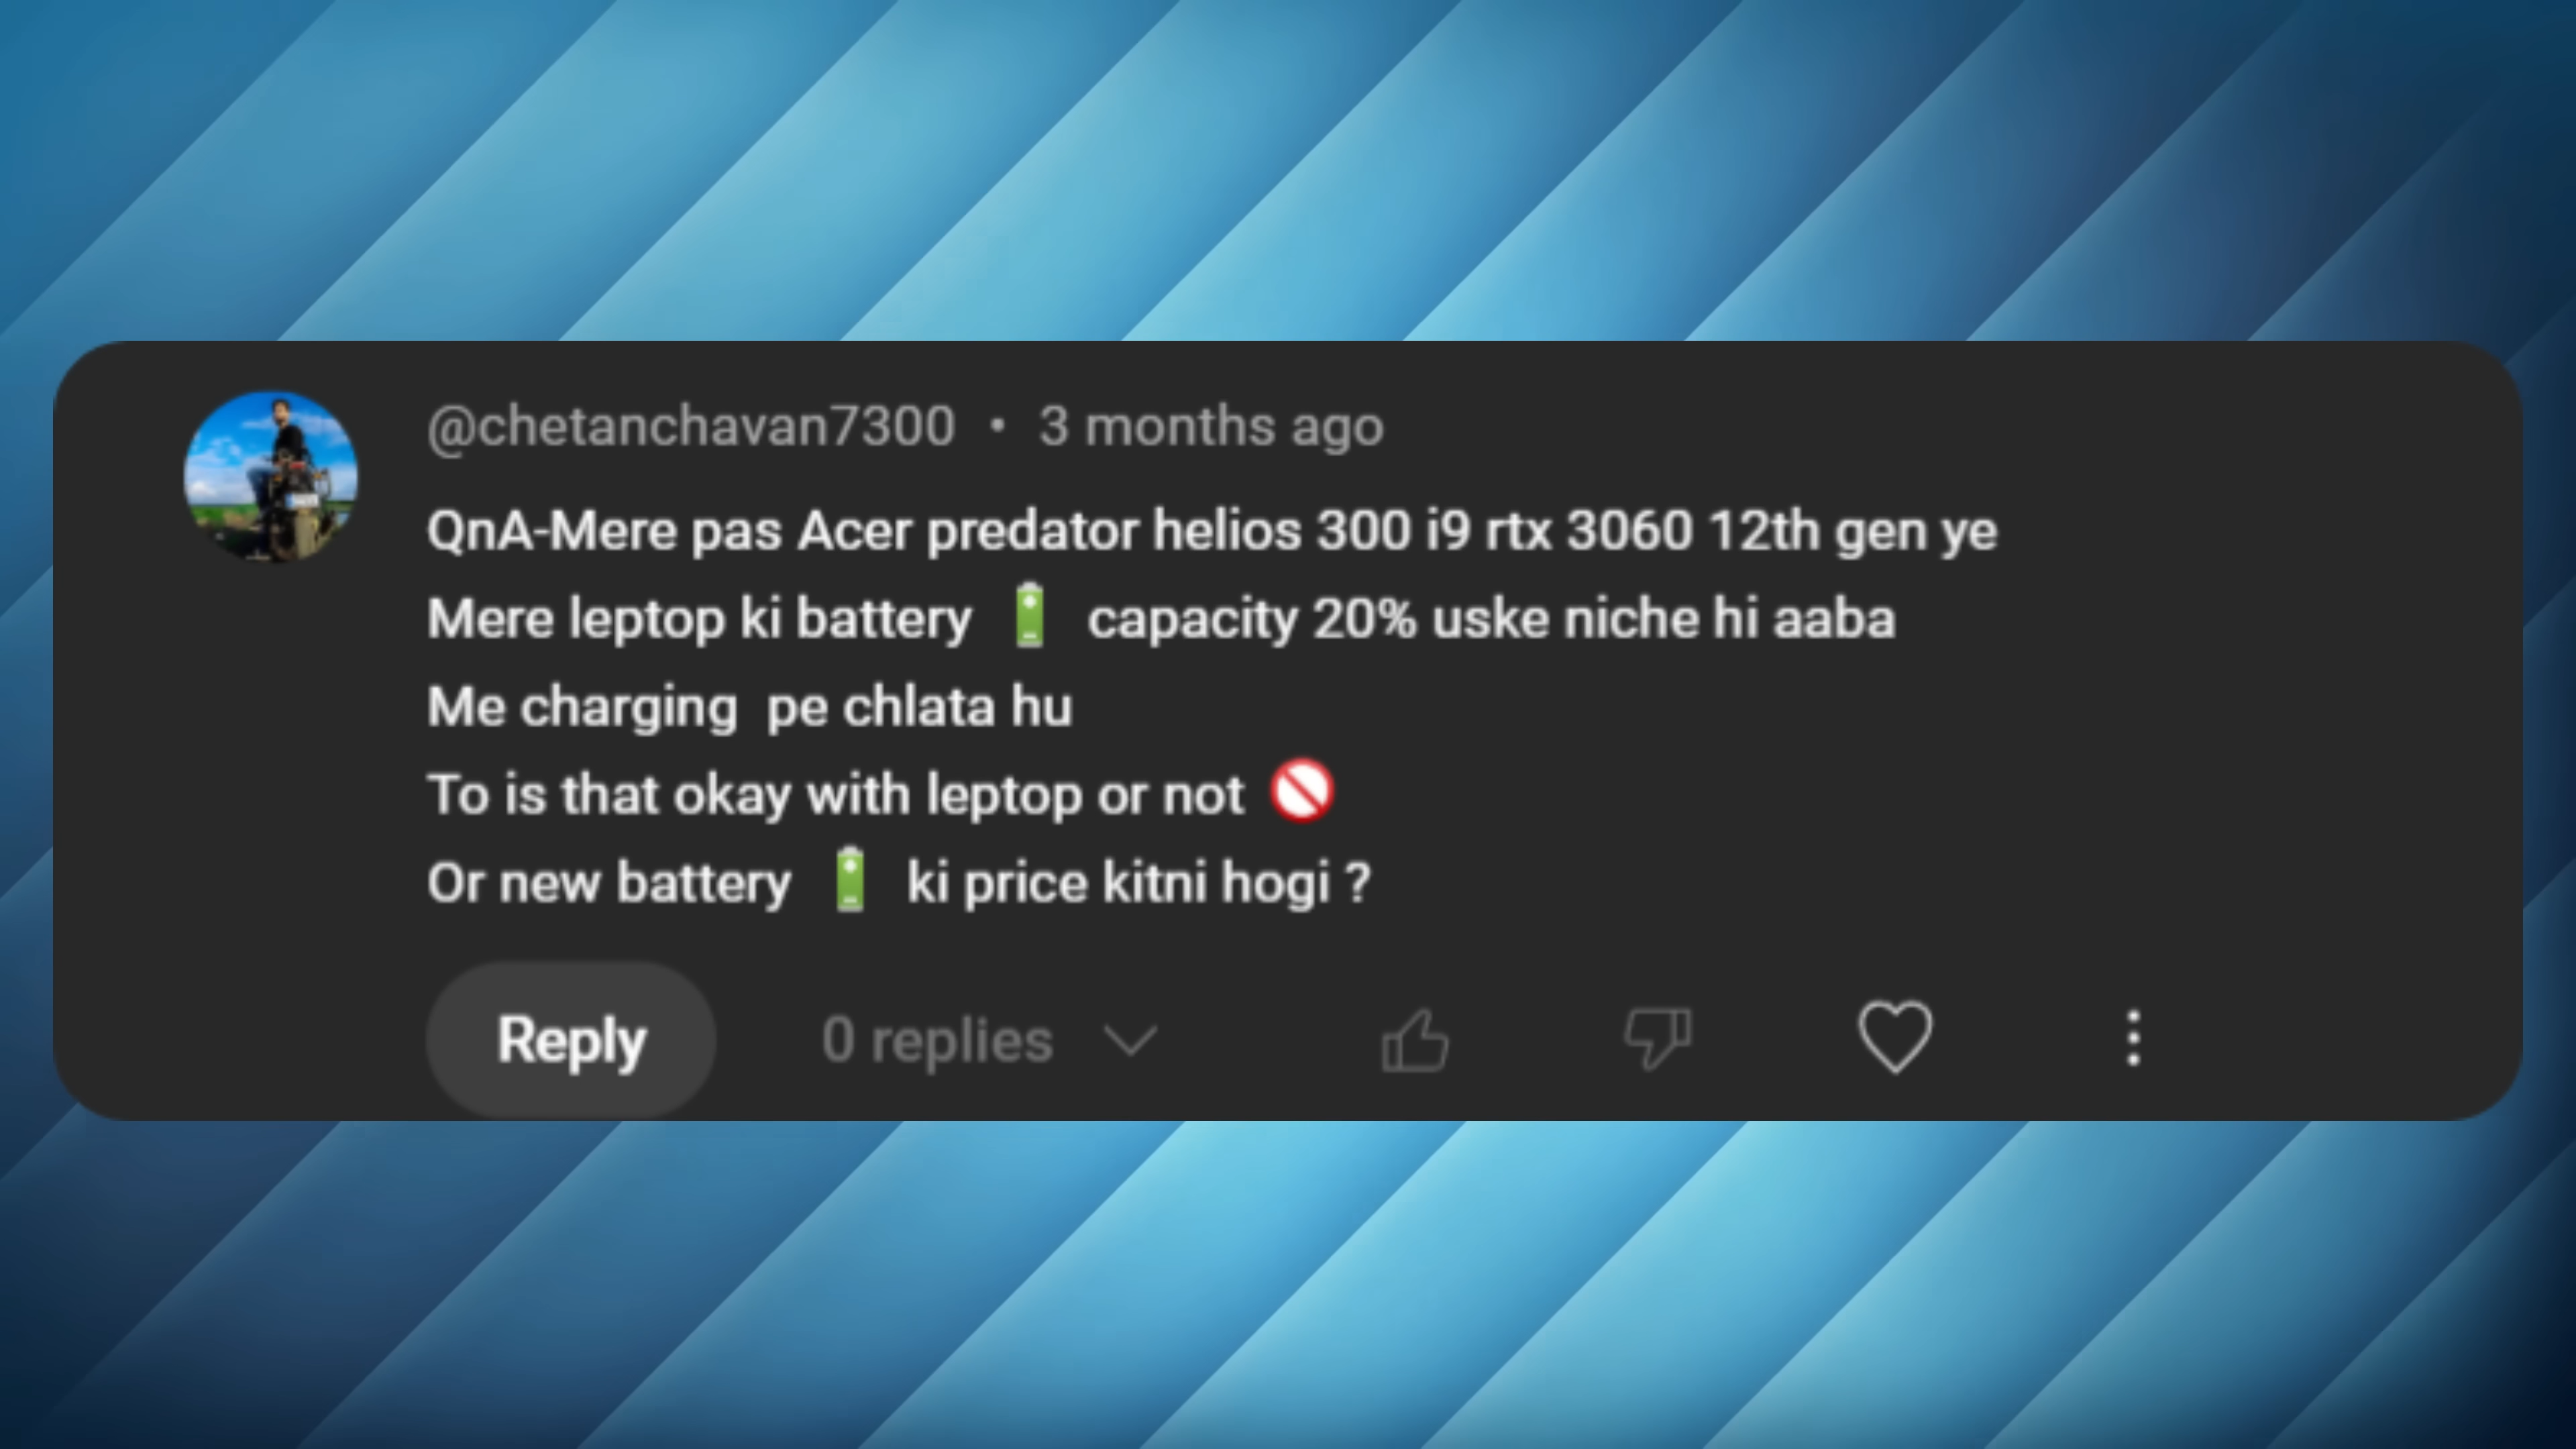 @chetanchavan7300 • 3 months ago
QnA-Mere pas Acer predator helios 300 i9 rtx 3060 12th gen ye
Mere leptop ki battery 🔋 capacity 20% uske niche hi aaba
Me charging pe chlata hu
To is that okay with leptop or not 🚫
Or new battery 🔋 ki price kitni hogi ?
Reply 0 replies